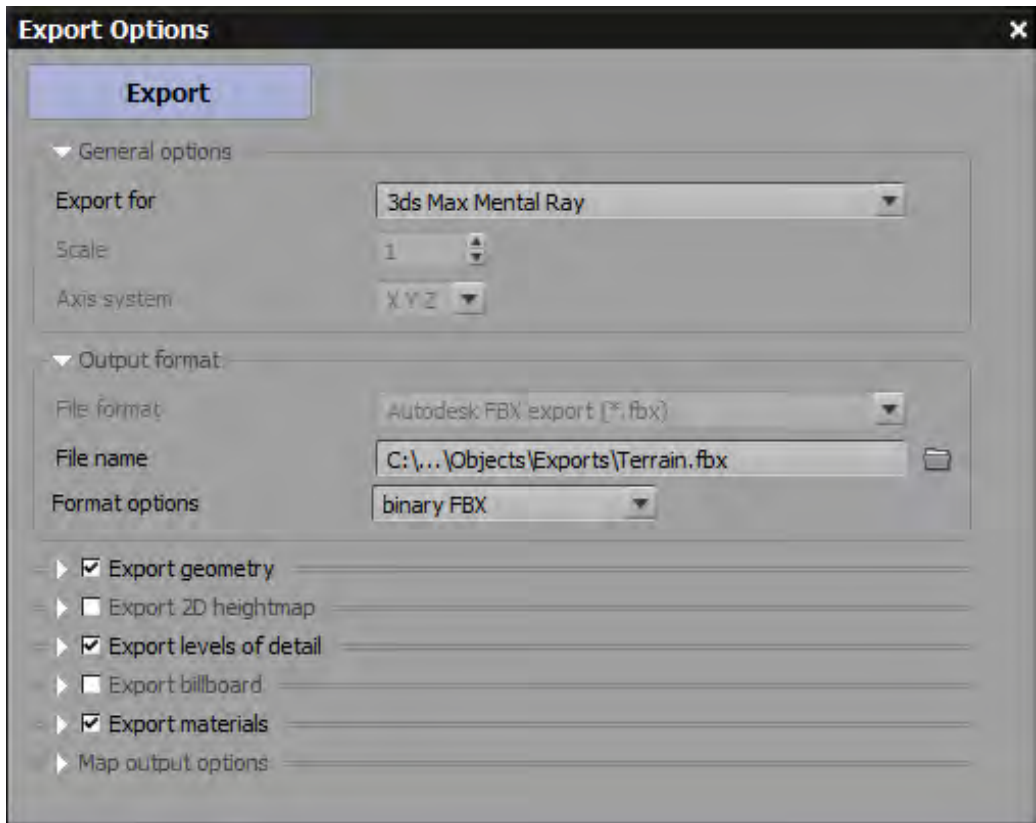 Export Options
Export
General options
Export for 3ds Max Mental Ray
Scale 1
Axis system X Y Z
Output format
File format Autodesk FBX export (*.fbx)
File name C:\...\Objects\Exports\Terrain.fbx
Format options binary FBX
Export geometry
Export 2D heightmap
Export levels of detail
Export billboard
Export materials
Map output options